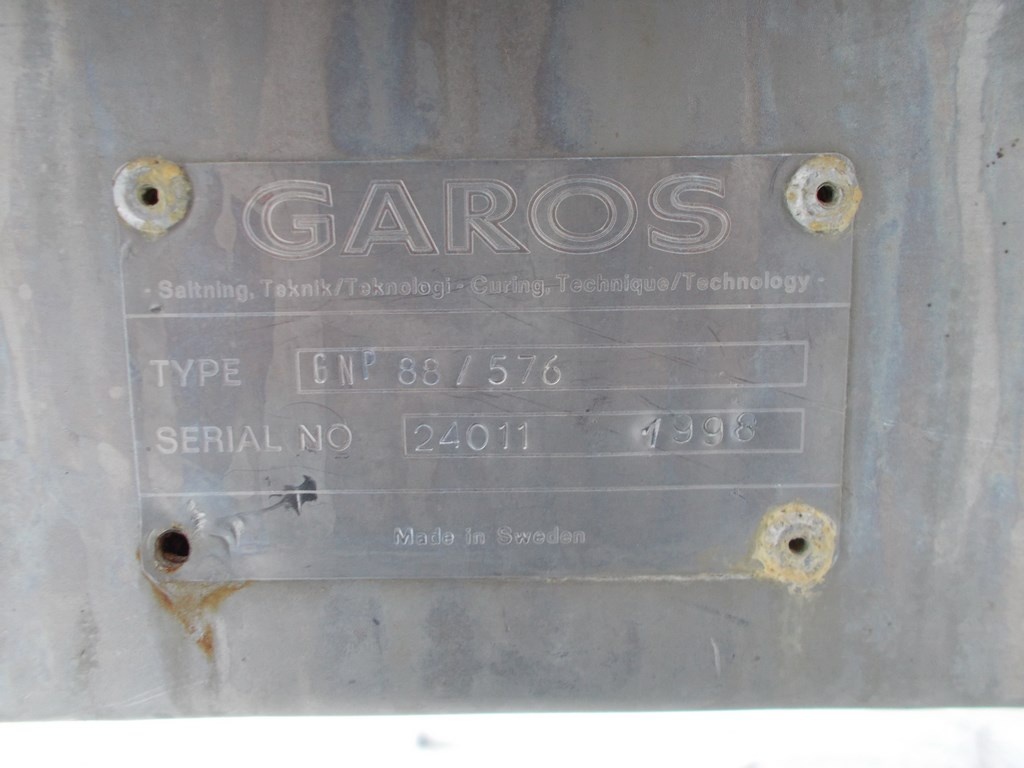 GAROS
- Saltning, Teknik/Teknologi - Curing, Technique/Technology -
TYPE GNP 88/576
SERIAL NO 24011 1998
Made in Sweden